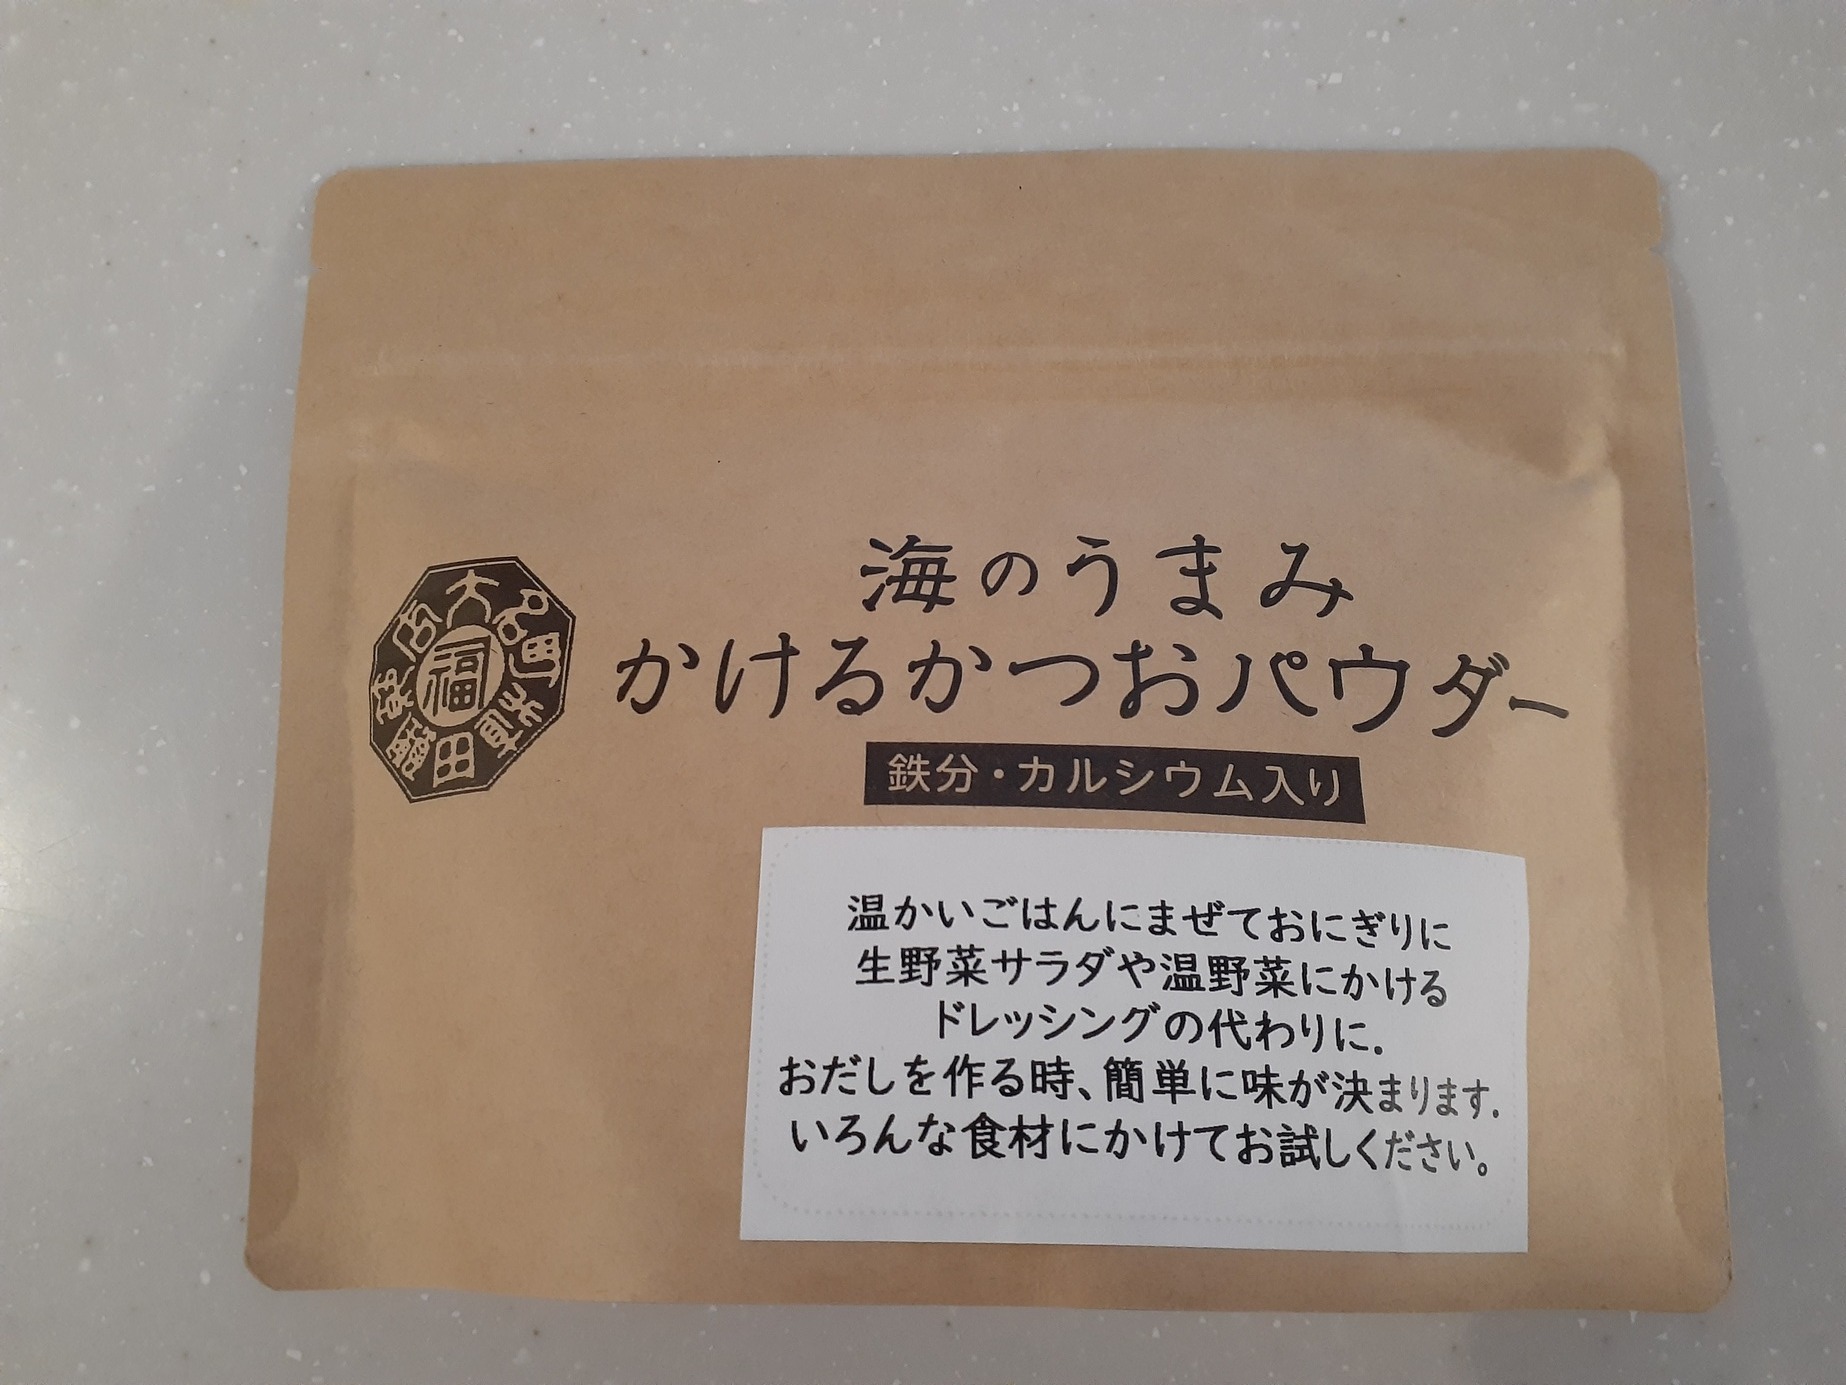 海のうまみ
かけるかつおパウダー
鉄分・カルシウム入り
福
温かいごはんにまぜておにぎりに
生野菜サラダや温野菜にかける
ドレッシングの代わりに.
おだしを作る時、簡単に味が決まります.
いろんな食材にかけてお試しください。